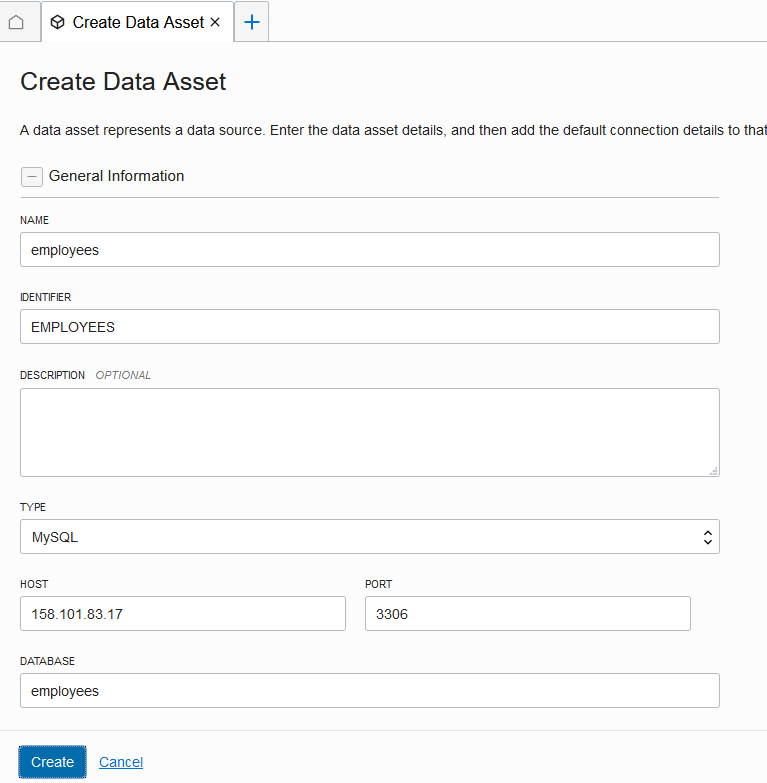 Create Data Asset
Create Data Asset
A data asset represents a data source. Enter the data asset details, and then add the default connection details to that
General Information
NAME
employees
IDENTIFIER
EMPLOYEES
DESCRIPTION OPTIONAL
TYPE
MySQL
HOST PORT
158.101.83.17 3306
DATABASE
employees
Create Cancel